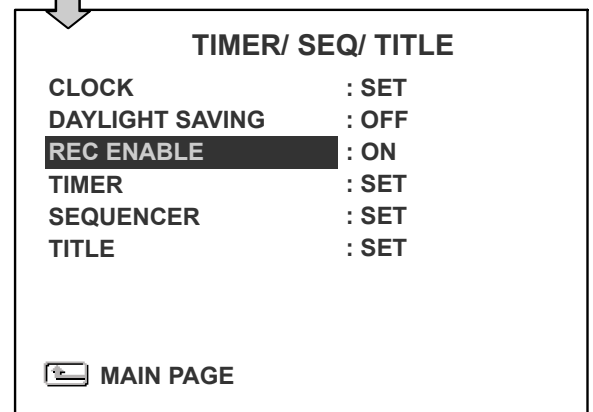 TIMER/ SEQ/ TITLE
CLOCK : SET
DAYLIGHT SAVING : OFF
REC ENABLE : ON
TIMER : SET
SEQUENCER : SET
TITLE : SET
MAIN PAGE